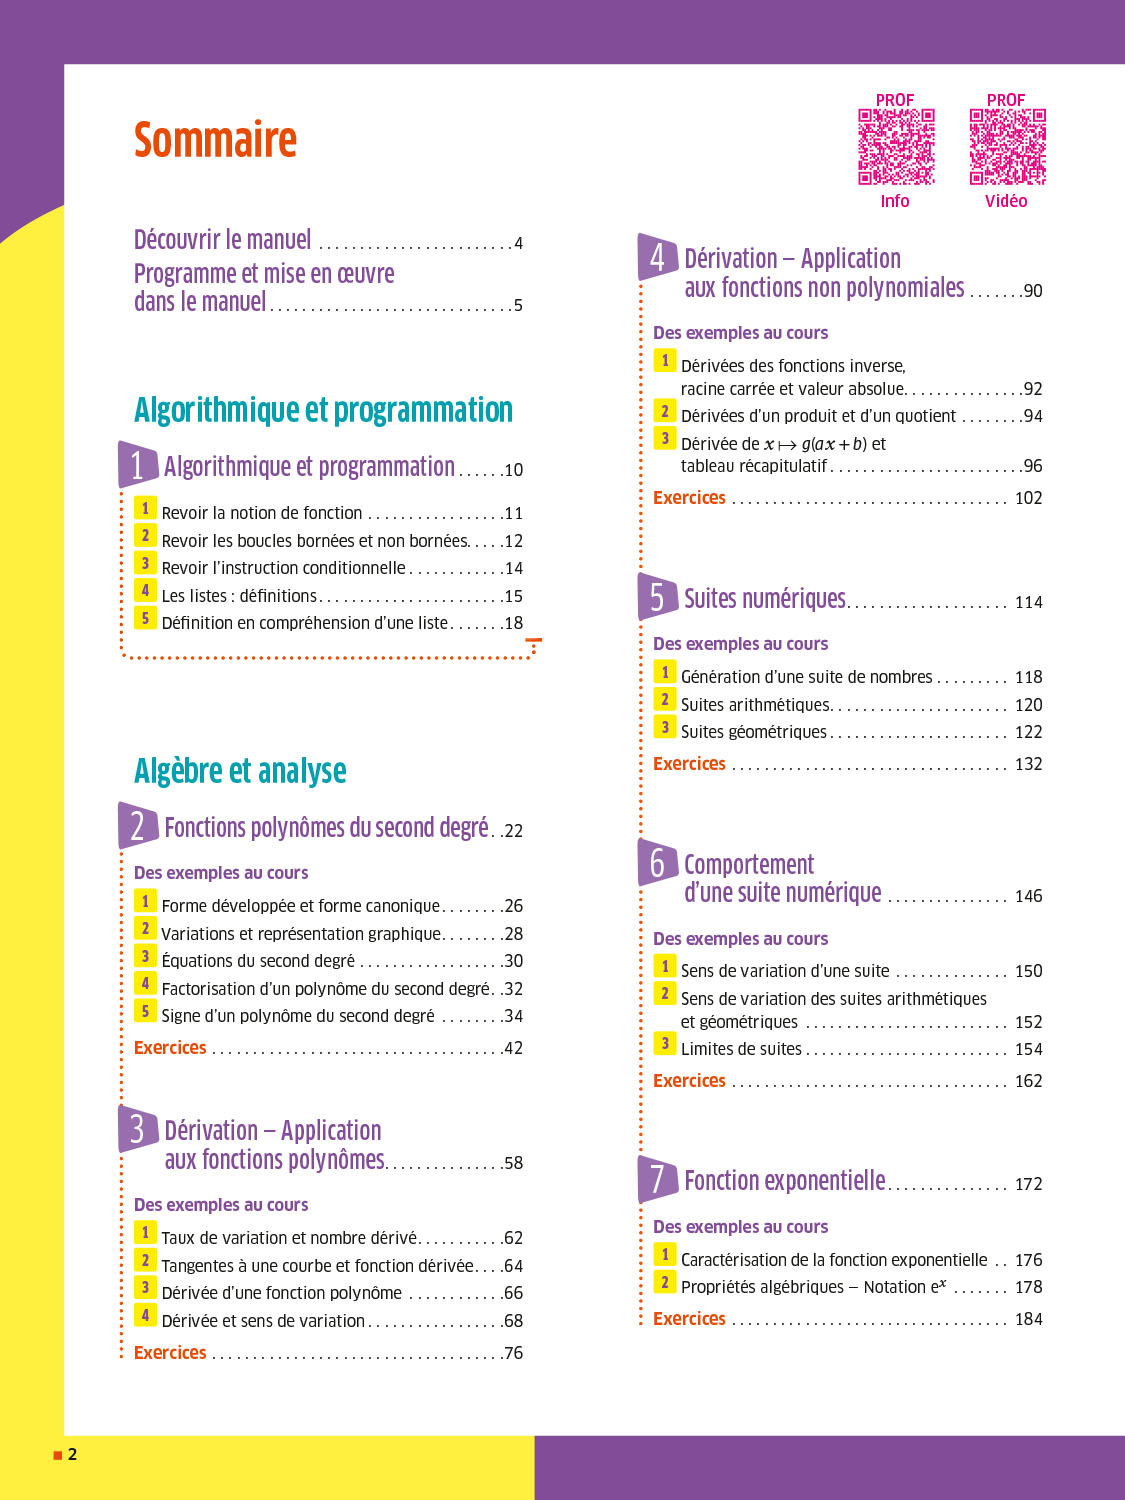 Sommaire
PROF
PROF
Info
Vidéo
Découvrir le manuel . . . . . . . . . . . . . . . . . . . . . . . . 4
Programme et mise en œuvre
dans le manuel . . . . . . . . . . . . . . . . . . . . . . . . . . . . . . 5
Algorithmique et programmation
1 Algorithmique et programmation . . . . . . 10
1 Revoir la notion de fonction . . . . . . . . . . . . . . . . . 11
2 Revoir les boucles bornées et non bornées. . . . . 12
3 Revoir l'instruction conditionnelle . . . . . . . . . . . . 14
4 Les listes : définitions . . . . . . . . . . . . . . . . . . . . . . . 15
5 Définition en compréhension d'une liste . . . . . . . 18
Algèbre et analyse
2 Fonctions polynômes du second degré . . 22
Des exemples au cours
1 Forme développée et forme canonique . . . . . . . . 26
2 Variations et représentation graphique . . . . . . . . 28
3 Équations du second degré . . . . . . . . . . . . . . . . . . 30
4 Factorisation d'un polynôme du second degré . . 32
5 Signe d'un polynôme du second degré . . . . . . . . 34
Exercices . . . . . . . . . . . . . . . . . . . . . . . . . . . . . . . . . . . . 42
3 Dérivation – Application
aux fonctions polynômes . . . . . . . . . . . . . . . 58
Des exemples au cours
1 Taux de variation et nombre dérivé . . . . . . . . . . . 62
2 Tangentes à une courbe et fonction dérivée . . . . 64
3 Dérivée d'une fonction polynôme . . . . . . . . . . . . 66
4 Dérivée et sens de variation . . . . . . . . . . . . . . . . . 68
Exercices . . . . . . . . . . . . . . . . . . . . . . . . . . . . . . . . . . . . 76
4 Dérivation – Application
aux fonctions non polynomiales . . . . . . . 90
Des exemples au cours
1 Dérivées des fonctions inverse,
racine carrée et valeur absolue . . . . . . . . . . . . . . . 92
2 Dérivées d'un produit et d'un quotient . . . . . . . . 94
3 Dérivée de x ↦ g(ax + b) et
tableau récapitulatif . . . . . . . . . . . . . . . . . . . . . . . . 96
Exercices . . . . . . . . . . . . . . . . . . . . . . . . . . . . . . . . . . 102
5 Suites numériques . . . . . . . . . . . . . . . . . . . . 114
Des exemples au cours
1 Génération d'une suite de nombres . . . . . . . . . 118
2 Suites arithmétiques . . . . . . . . . . . . . . . . . . . . . . 120
3 Suites géométriques . . . . . . . . . . . . . . . . . . . . . . 122
Exercices . . . . . . . . . . . . . . . . . . . . . . . . . . . . . . . . . . 132
6 Comportement
d'une suite numérique . . . . . . . . . . . . . . . 146
Des exemples au cours
1 Sens de variation d'une suite . . . . . . . . . . . . . . 150
2 Sens de variation des suites arithmétiques
et géométriques . . . . . . . . . . . . . . . . . . . . . . . . . 152
3 Limites de suites . . . . . . . . . . . . . . . . . . . . . . . . . 154
Exercices . . . . . . . . . . . . . . . . . . . . . . . . . . . . . . . . . . 162
7 Fonction exponentielle . . . . . . . . . . . . . . . 172
Des exemples au cours
1 Caractérisation de la fonction exponentielle . . 176
2 Propriétés algébriques – Notation eˣ . . . . . . . 178
Exercices . . . . . . . . . . . . . . . . . . . . . . . . . . . . . . . . . . 184
2